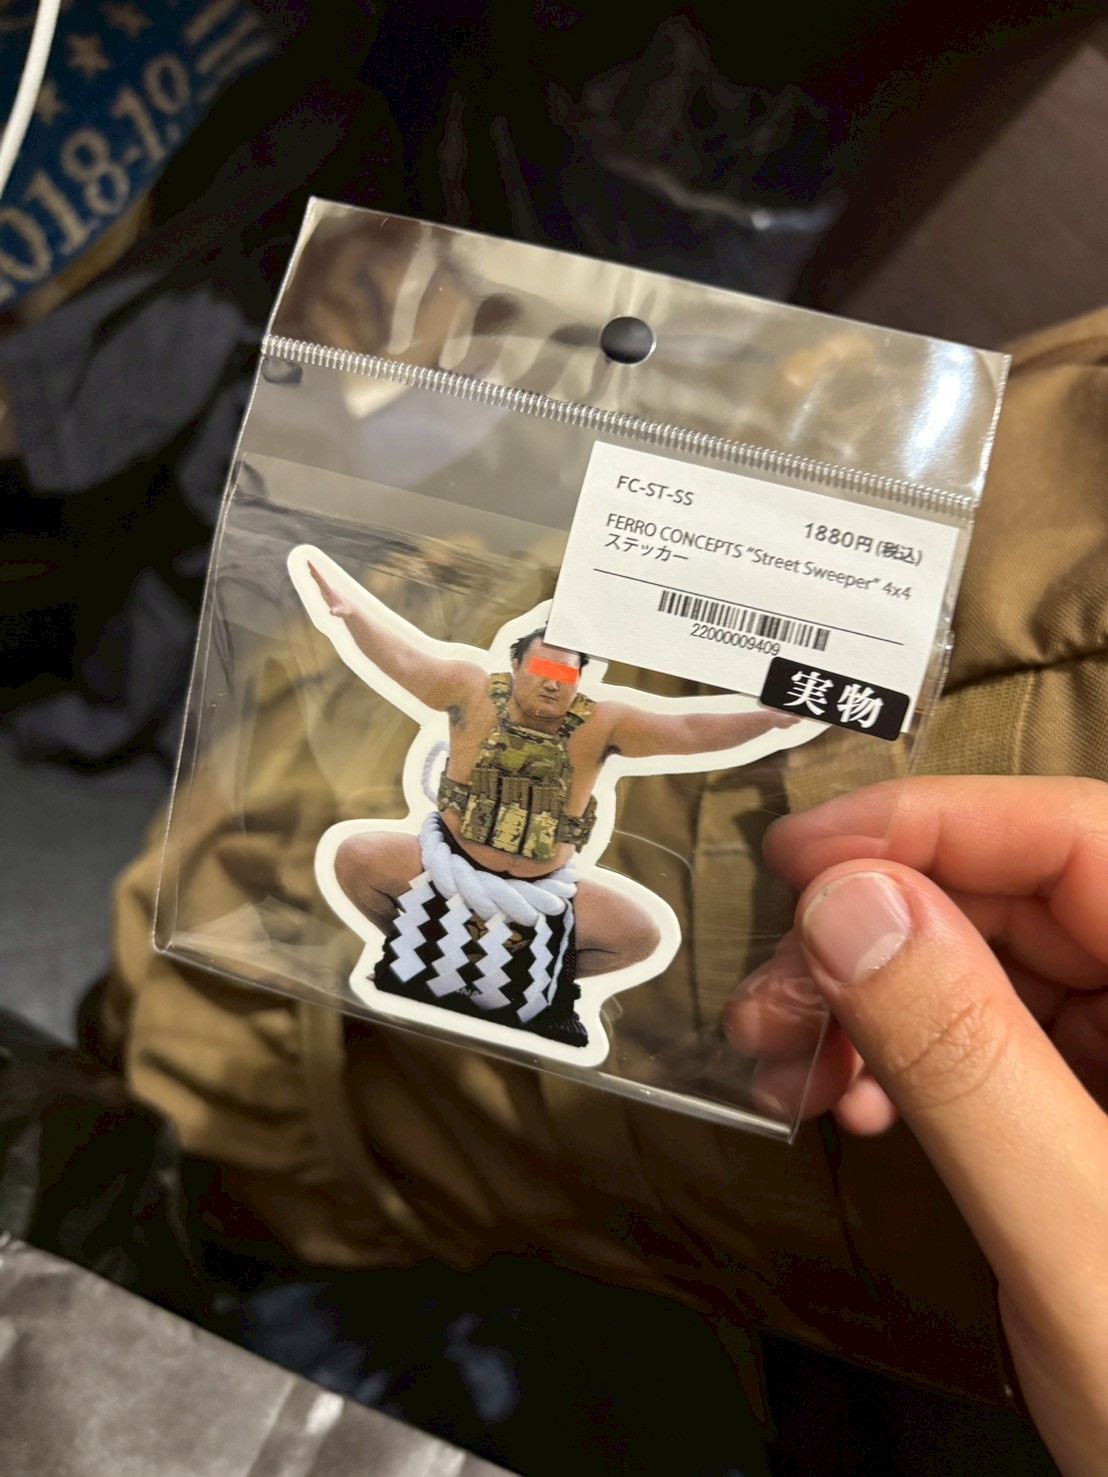 2018-19
FC-ST-SS
1880円(税込)
FERRO CONCEPTS "Street Sweeper" 4x4
ステッカー
22000009409
実物